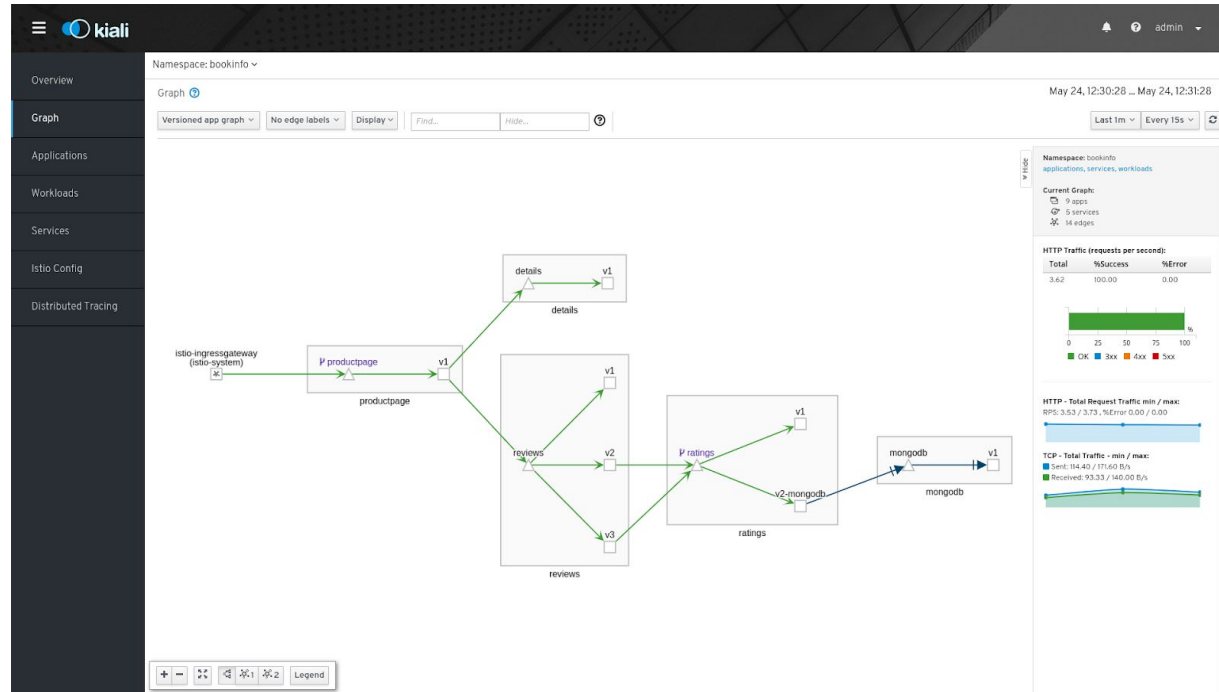 kiali
admin
Overview
Graph
Applications
Workloads
Services
Istio Config
Distributed Tracing
Namespace: bookinfo
Graph
May 24, 12:30:28 ... May 24, 12:31:28
Versioned app graph
No edge labels
Display
Find...
Hide...
Last 1m
Every 15s
Hide
Namespace: bookinfo
applications, services, workloads
Current Graph:
9 apps
5 services
14 edges
HTTP Traffic (requests per second):
Total %Success %Error
3.62 100.00 0.00
%
0 25 50 75 100
OK 3xx 4xx 5xx
HTTP - Total Request Traffic min / max:
RPS: 3.53 / 3.73 , %Error 0.00 / 0.00
TCP - Total Traffic - min / max:
Sent: 114.40 / 171.60 B/s
Received: 93.33 / 140.00 B/s
details v1
details
istio-ingressgateway
(istio-system)
productpage v1
productpage
v1
reviews v2
v3
reviews
v1
ratings
v2-mongodb
ratings
mongodb v1
mongodb
1
2
Legend